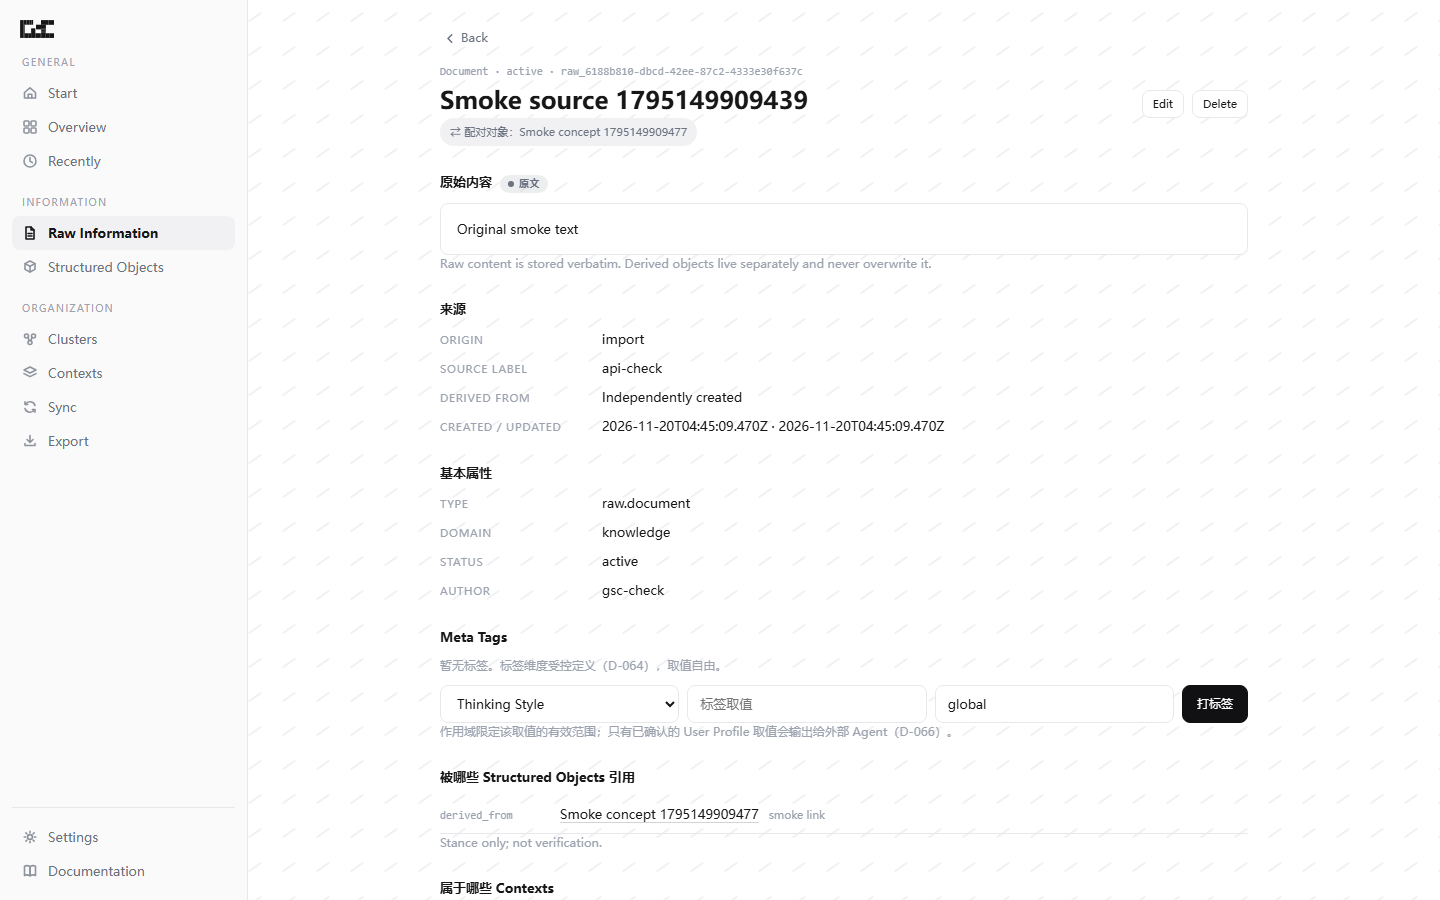 GSC
GENERAL
Start
Overview
Recently
INFORMATION
Raw Information
Structured Objects
ORGANIZATION
Clusters
Contexts
Sync
Export
Settings
Documentation
Back
Document · active · raw_6188b810-dbcd-42ee-87c2-4333e30f637c
Smoke source 1795149909439
Edit
Delete
⇄ 配对对象：Smoke concept 1795149909477
原始内容 ● 原文
Original smoke text
Raw content is stored verbatim. Derived objects live separately and never overwrite it.
来源
ORIGIN import
SOURCE LABEL api-check
DERIVED FROM Independently created
CREATED / UPDATED 2026-11-20T04:45:09.470Z · 2026-11-20T04:45:09.470Z
基本属性
TYPE raw.document
DOMAIN knowledge
STATUS active
AUTHOR gsc-check
Meta Tags
暂无标签。标签维度受控定义（D-064），取值自由。
Thinking Style 标签取值 global 打标签
作用域限定该取值的有效范围；只有已确认的 User Profile 取值会输出给外部 Agent（D-066）。
被哪些 Structured Objects 引用
derived_from Smoke concept 1795149909477 smoke link
Stance only; not verification.
属于哪些 Contexts